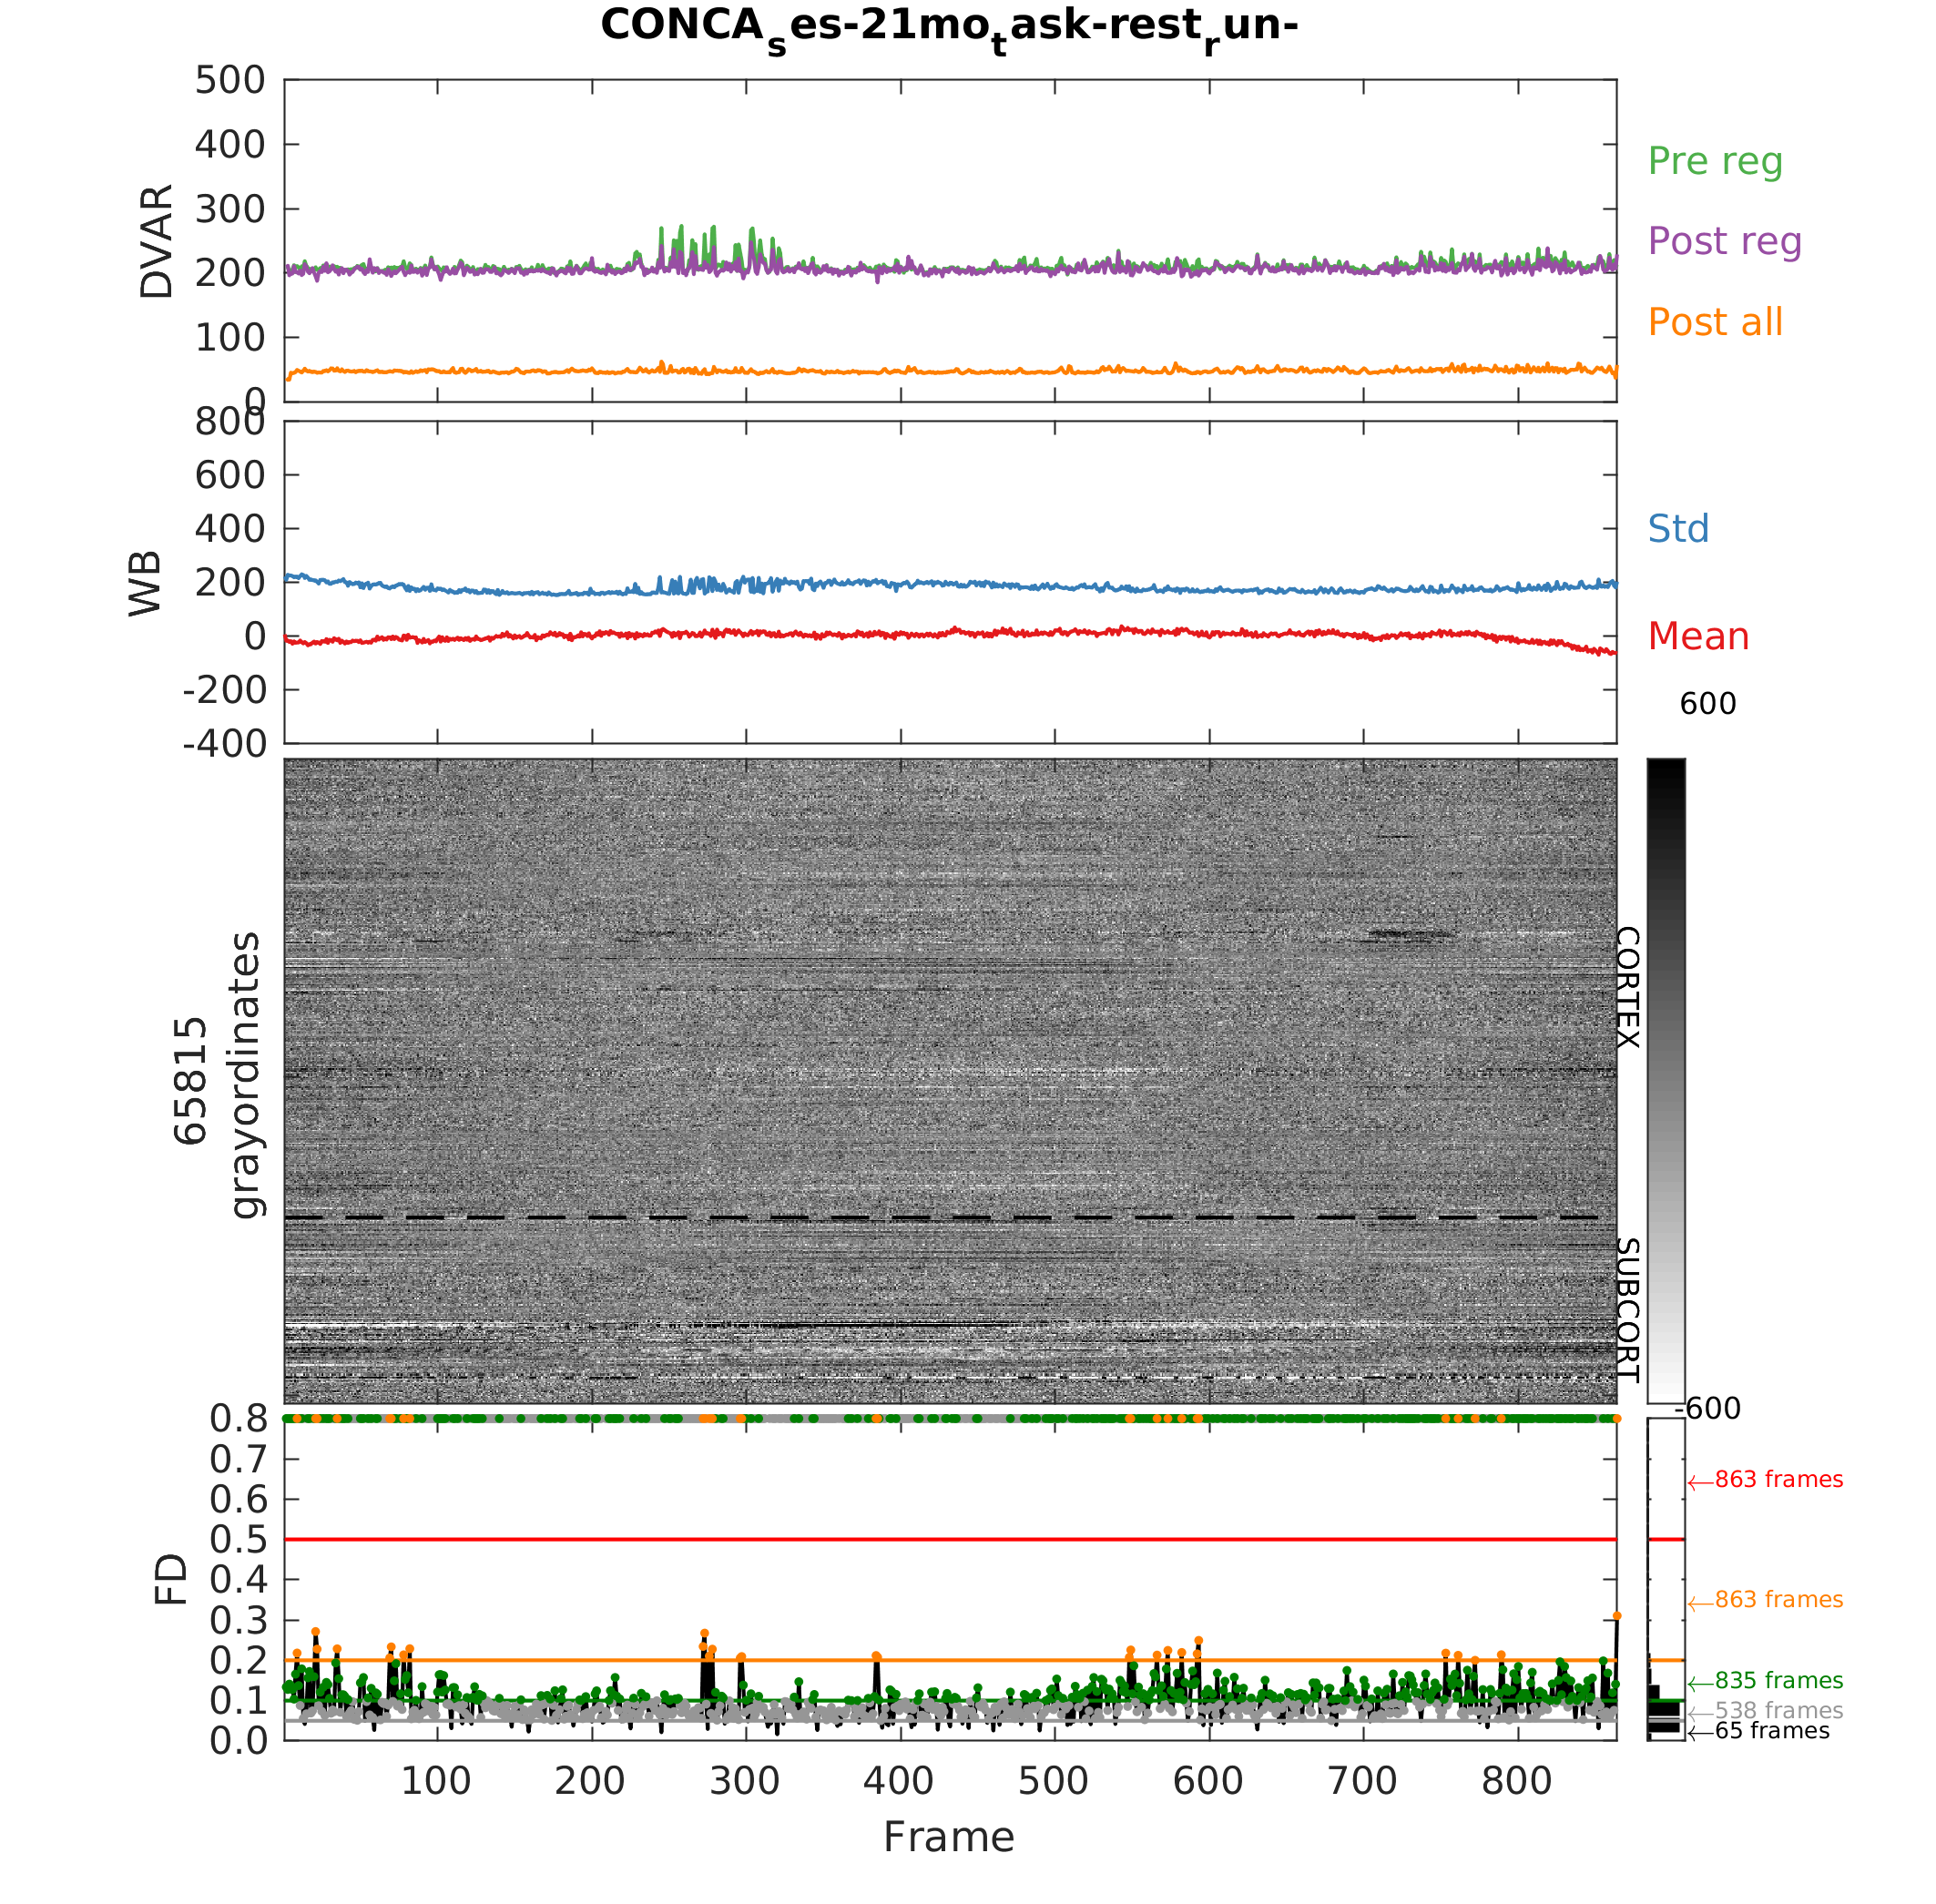 CONCAses-21motask-restrun-
500
400
300
200
100
0
DVAR
Pre reg
Post reg
Post all
800
600
400
200
0
-200
-400
WB
Std
Mean
600
65815
grayordinates
CORTEX
SUBCORT
-600
0.8
0.7
0.6
0.5
0.4
0.3
0.2
0.1
0.0
FD
←863 frames
←863 frames
←835 frames
←538 frames
←65 frames
100 200 300 400 500 600 700 800
Frame